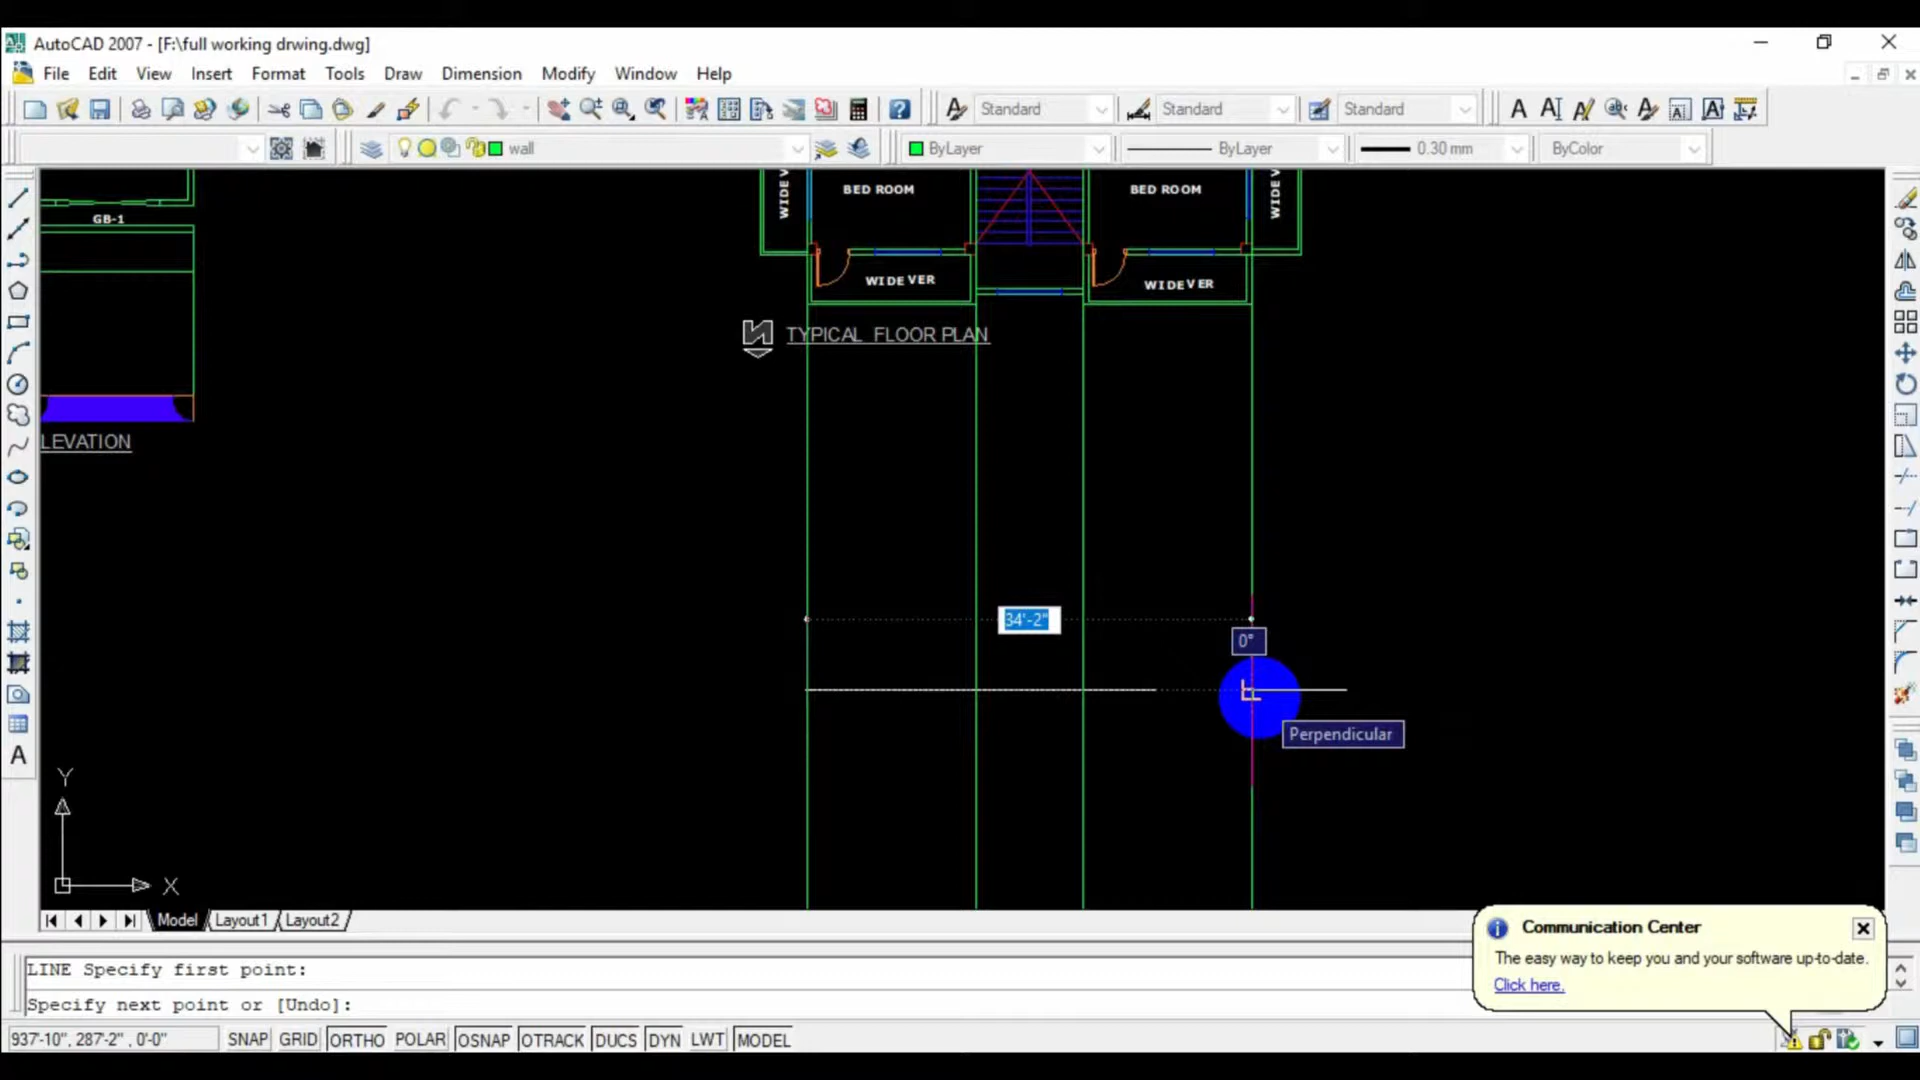 AutoCAD 2007 - [F:\full working drwing.dwg]
File Edit View Insert Format Tools Draw Dimension Modify Window Help
Standard Standard Standard
wall ByLayer ByLayer 0.30 mm ByColor
WIDE V BED ROOM BED ROOM WIDE V
GB-1
WIDE VER WIDE VER
TYPICAL FLOOR PLAN
LEVATION
34'-2"
0°
Perpendicular
Y
X
Model Layout1 Layout2
Communication Center
The easy way to keep you and your software up-to-date.
Click here.
LINE Specify first point:
Specify next point or [Undo]:
937'-10", 287'-2" , 0'-0" SNAP GRID ORTHO POLAR OSNAP OTRACK DUCS DYN LWT MODEL